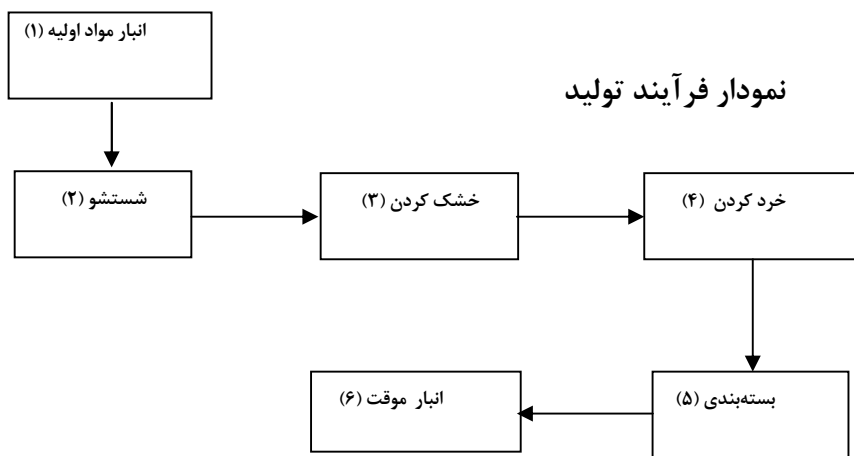 انبار مواد اولیه (۱)
نمودار فرآیند تولید
شستشو (۲)
خشک کردن (۳)
خرد کردن (۴)
بسته‌بندی (۵)
انبار موقت (۶)